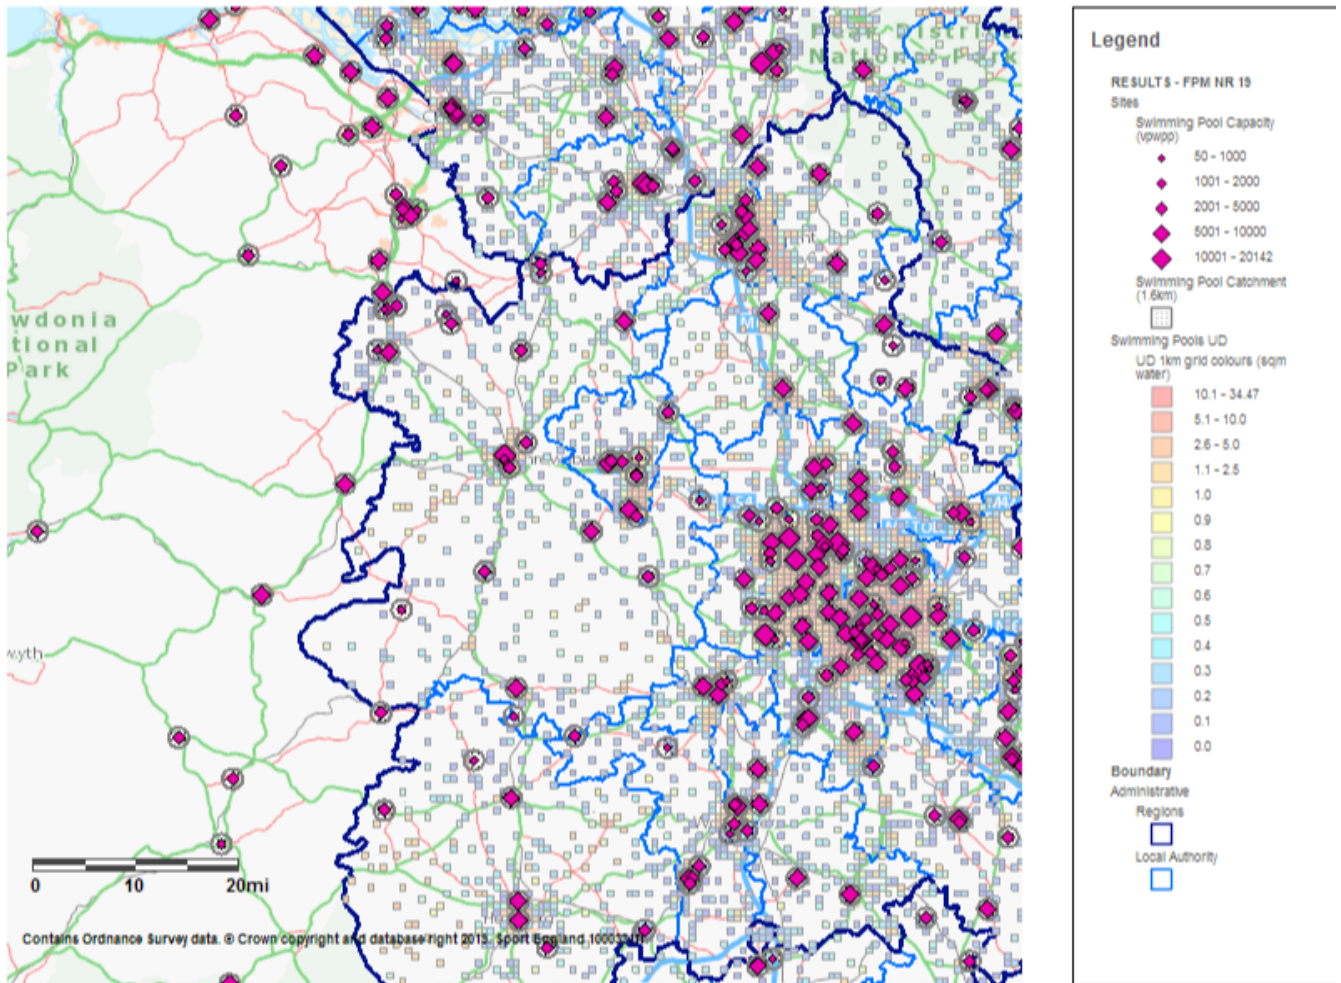 wdonia
tional
Park
wyth
0 10 20mi
Contains Ordnance Survey data. © Crown copyright and database right 2015. Sport England
Legend
RESULTS - FPM NR 19
Sites
Swimming Pool Capacity
(vpwpp)
50 - 1000
1001 - 2000
2001 - 5000
5001 - 10000
10001 - 20142
Swimming Pool Catchment
(1.6km)
Swimming Pools UD
UD 1km grid colours (sqm
water)
10.1 - 34.47
5.1 - 10.0
2.6 - 5.0
1.1 - 2.5
1.0
0.9
0.8
0.7
0.6
0.5
0.4
0.3
0.2
0.1
0.0
Boundary
Administrative
Regions
Local Authority